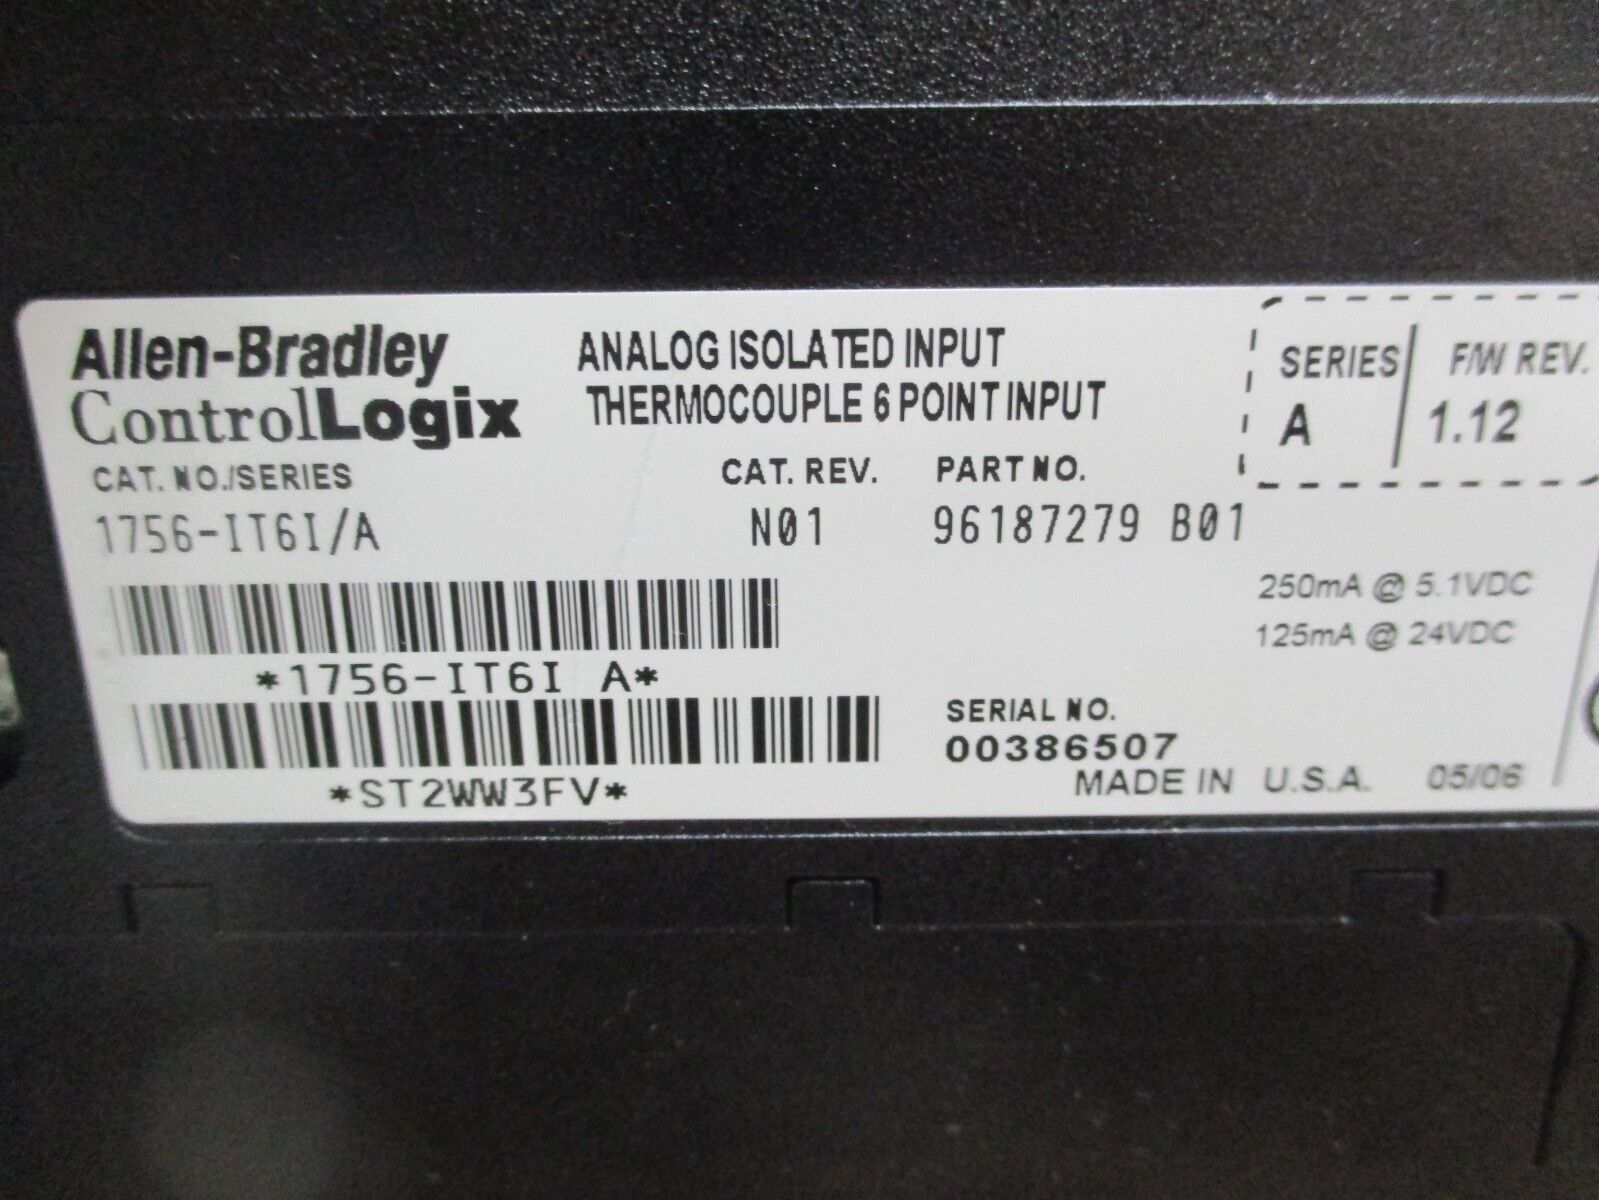 Allen-Bradley
ControlLogix
ANALOG ISOLATED INPUT
THERMOCOUPLE 6 POINT INPUT
SERIES F/W REV.
A 1.12
CAT. NO./SERIES CAT. REV. PART NO.
1756-IT6I/A N01 96187279 B01
250mA @ 5.1VDC
125mA @ 24VDC
*1756-IT6I A*
SERIAL NO.
00386507
MADE IN U.S.A. 05/06
*ST2WW3FV*